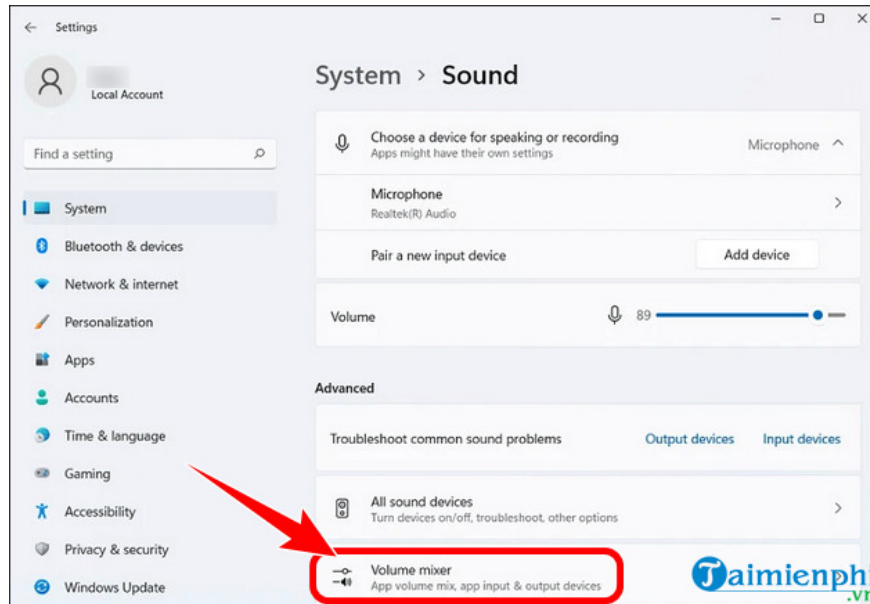 Settings
Local Account
Find a setting
System
Bluetooth & devices
Network & internet
Personalization
Apps
Accounts
Time & language
Gaming
Accessibility
Privacy & security
Windows Update
System > Sound
Choose a device for speaking or recording
Apps might have their own settings
Microphone
Microphone
Realtek(R) Audio
Pair a new input device
Add device
Volume
89
Advanced
Troubleshoot common sound problems
Output devices
Input devices
All sound devices
Turn devices on/off, troubleshoot, other options
Volume mixer
App volume mix, app input & output devices
Taimienphi
.vn